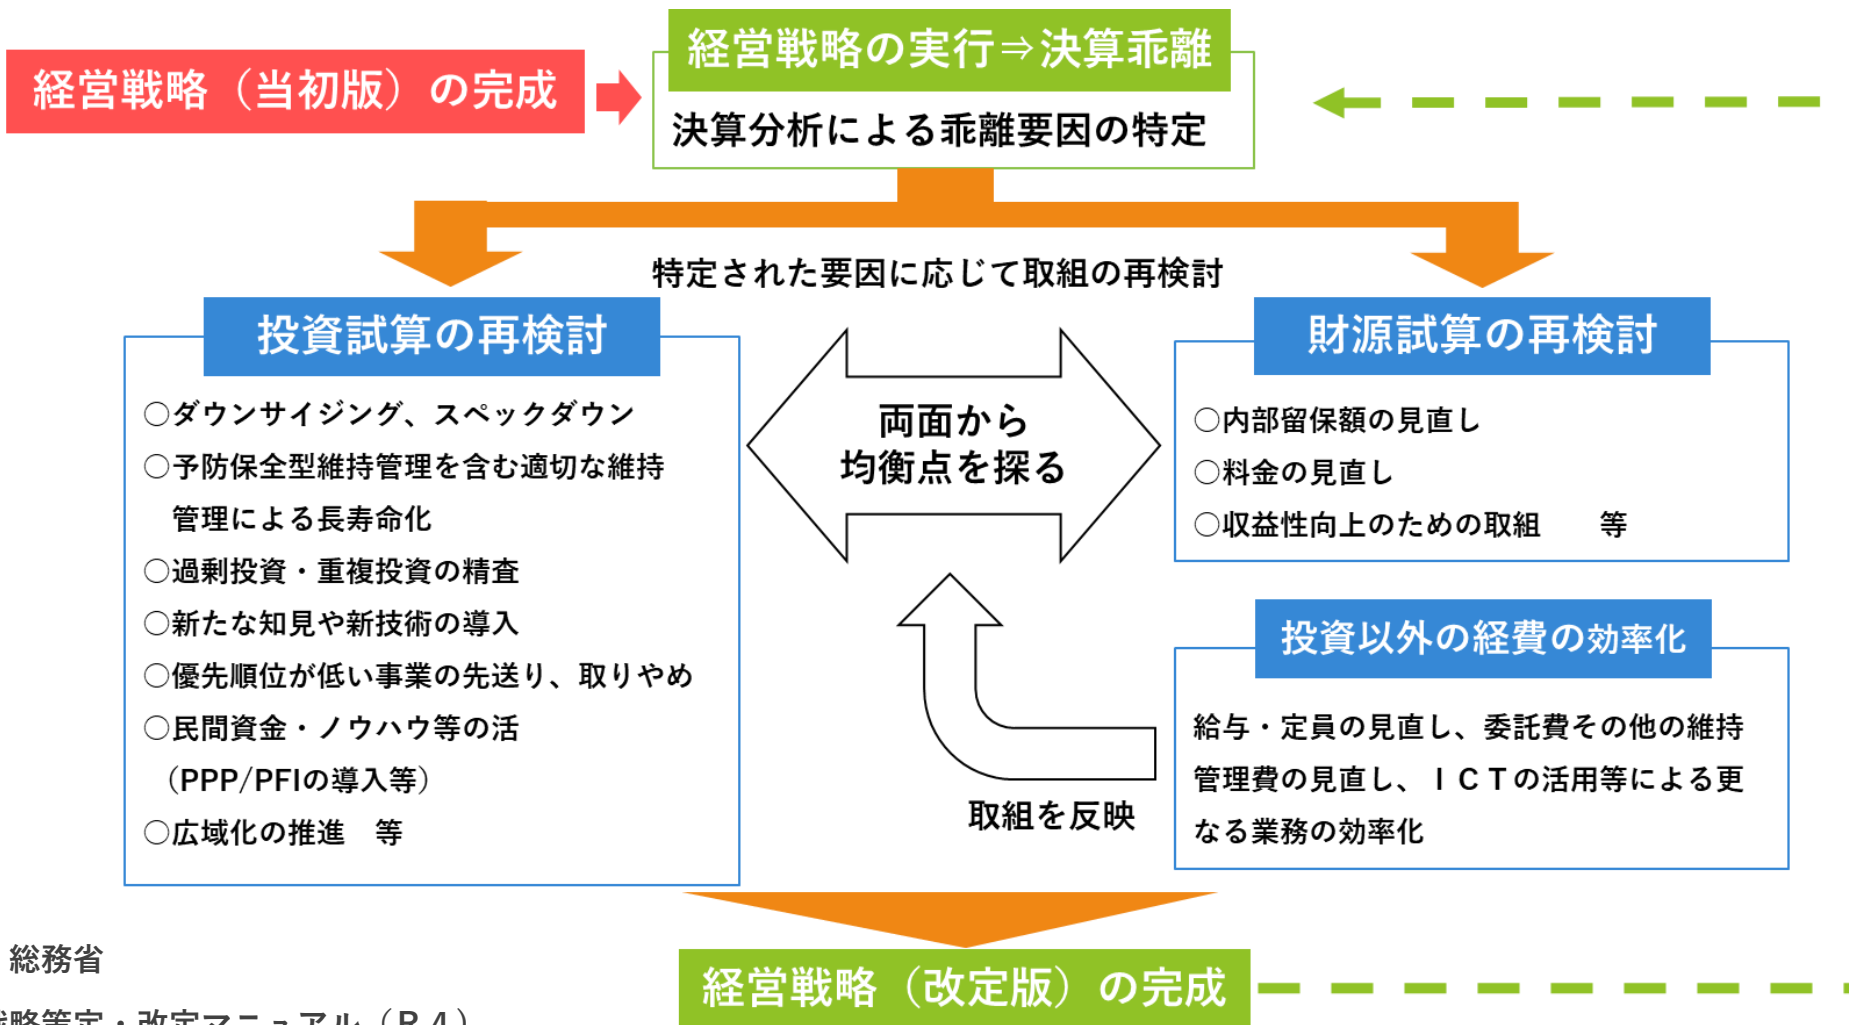 経営戦略（当初版）の完成
経営戦略の実行⇒決算乖離
決算分析による乖離要因の特定
特定された要因に応じて取組の再検討
投資試算の再検討
○ダウンサイジング、スペックダウン
○予防保全型維持管理を含む適切な維持
管理による長寿命化
○過剰投資・重複投資の精査
○新たな知見や新技術の導入
○優先順位が低い事業の先送り、取りやめ
○民間資金・ノウハウ等の活
（PPP/PFIの導入等）
○広域化の推進　等
両面から
均衡点を探る
財源試算の再検討
○内部留保額の見直し
○料金の見直し
○収益性向上のための取組　　等
投資以外の経費の効率化
給与・定員の見直し、委託費その他の維持
管理費の見直し、ＩＣＴの活用等による更
なる業務の効率化
取組を反映
経営戦略（改定版）の完成
総務省
略策定・改定マニュアル（Ｒ４）